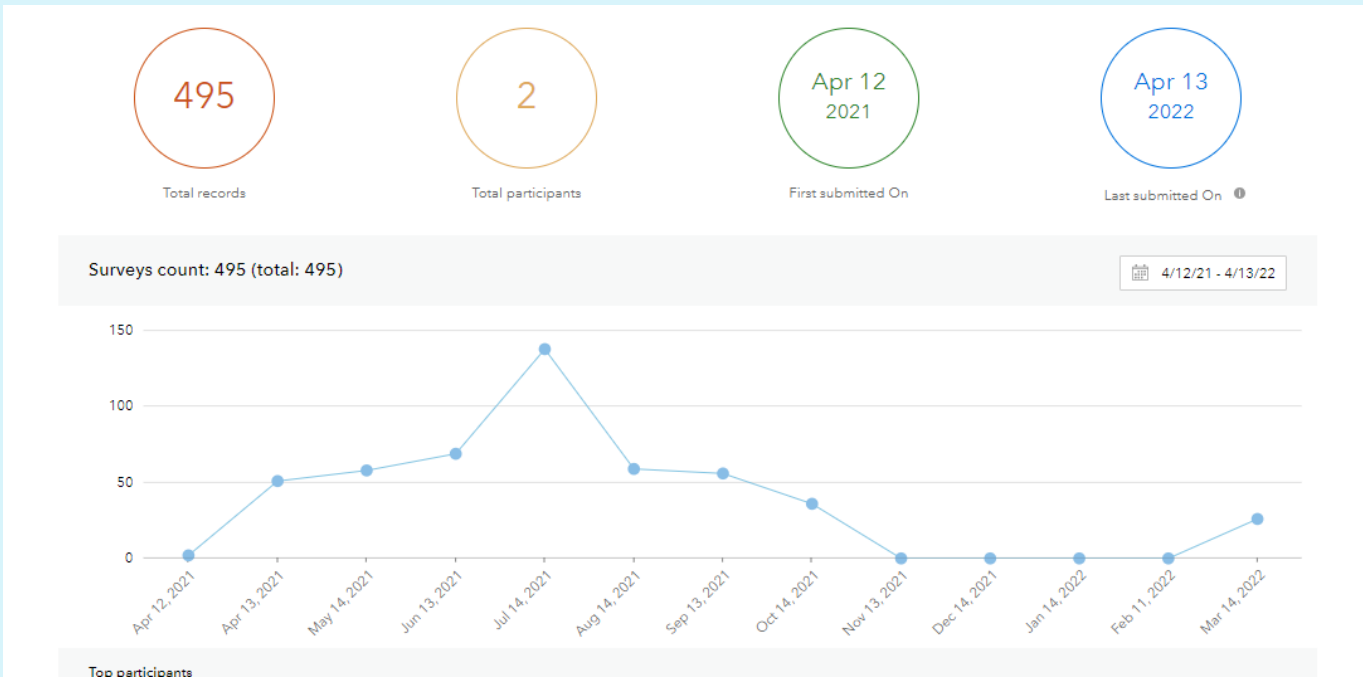 495
2
Apr 12
2021
Apr 13
2022
Total records
Total participants
First submitted On
Last submitted On
Surveys count: 495 (total: 495)
4/12/21 - 4/13/22
150
100
50
0
Apr 12, 2021
Apr 13, 2021
May 14, 2021
Jun 13, 2021
Jul 14, 2021
Aug 14, 2021
Sep 13, 2021
Oct 14, 2021
Nov 13, 2021
Dec 14, 2021
Jan 14, 2022
Feb 11, 2022
Mar 14, 2022
Top participants